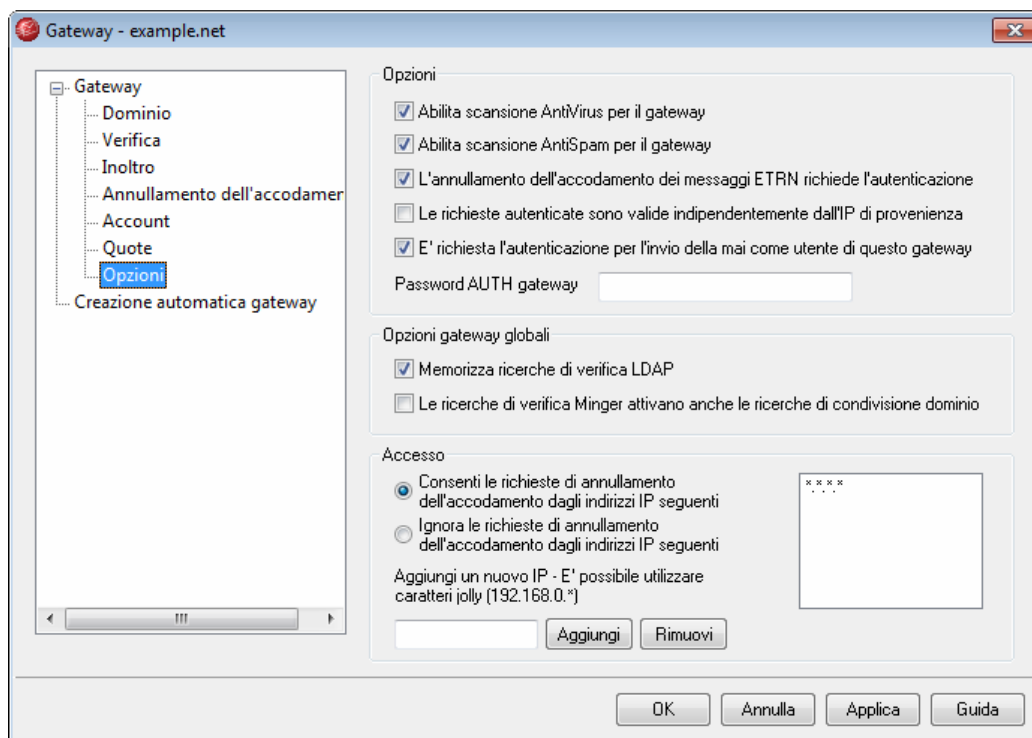 Gateway - example.net
Gateway
Dominio
Verifica
Inoltro
Annullamento dell'accodamer
Account
Quote
Opzioni
Creazione automatica gateway
Opzioni
Abilita scansione AntiVirus per il gateway
Abilita scansione AntiSpam per il gateway
L'annullamento dell'accodamento dei messaggi ETRN richiede l'autenticazione
Le richieste autenticate sono valide indipendentemente dall'IP di provenienza
E' richiesta l'autenticazione per l'invio della mai come utente di questo gateway
Password AUTH gateway
Opzioni gateway globali
Memorizza ricerche di verifica LDAP
Le ricerche di verifica Minger attivano anche le ricerche di condivisione dominio
Accesso
Consenti le richieste di annullamento
dell'accodamento dagli indirizzi IP seguenti
Ignora le richieste di annullamento
dell'accodamento dagli indirizzi IP seguenti
*.*.*.*
Aggiungi un nuovo IP - E' possibile utilizzare
caratteri jolly (192.168.0.*)
Aggiungi
Rimuovi
OK
Annulla
Applica
Guida